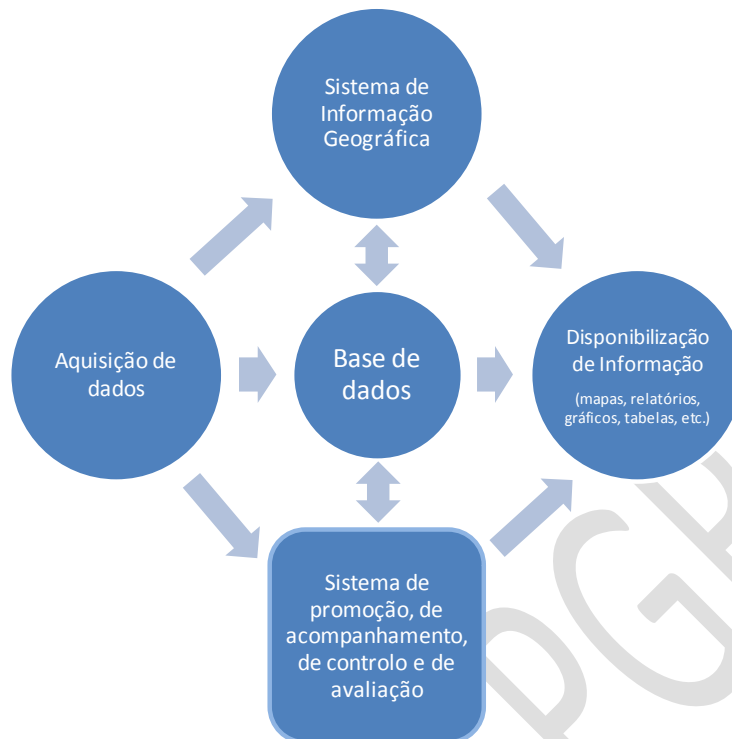 Sistema de
Informação
Geográfica
Aquisição de
dados
Base de
dados
Disponibilização
de Informação
(mapas, relatórios,
gráficos, tabelas, etc.)
Sistema de
promoção, de
acompanhamento,
de controlo e de
avaliação